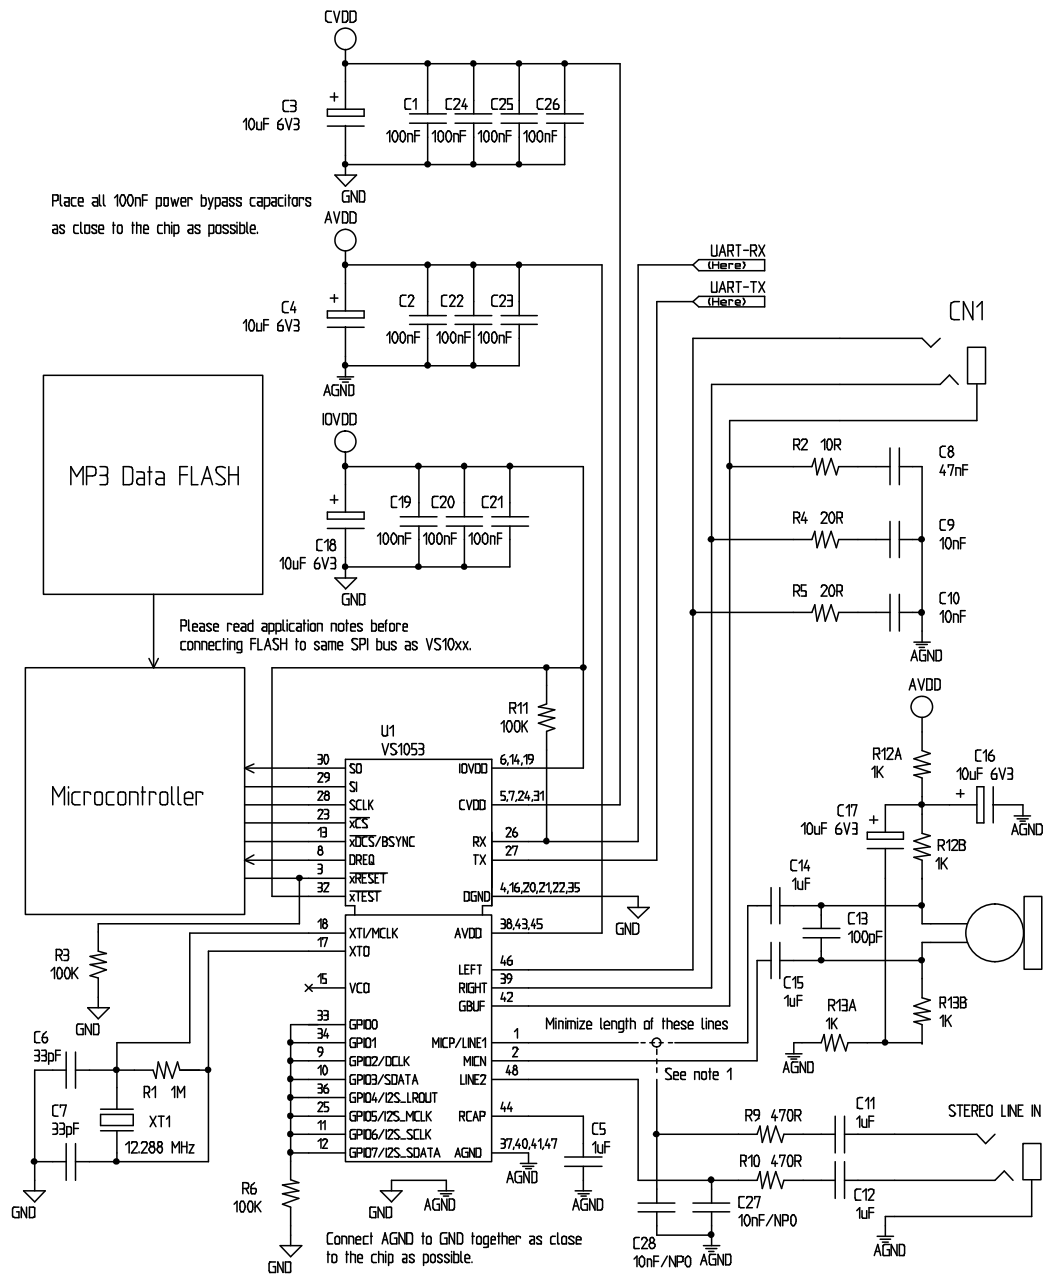 CVDD
C3
+
10uF 6V3
C1
100nF
C24
100nF
C25
100nF
C26
100nF
GND
Place all 100nF power bypass capacitors
as close to the chip as possible.
AVDD
C4
+
10uF 6V3
C2
100nF
C22
100nF
C23
100nF
AGND
UART-RX
(Here)
UART-TX
(Here)
CN1
IOVDD
+
C18
10uF 6V3
C19
100nF
C20
100nF
C21
100nF
GND
MP3 Data FLASH
R2 10R
C8
47nF
R4 20R
C9
10nF
R5 20R
C10
10nF
AGND
Please read application notes before
connecting FLASH to same SPI bus as VS10xx.
Microcontroller
R11
100K
U1
VS1053
30 SO
29 SI
28 SCLK
23 xCS
13 xDCS/BSYNC
8 DREQ
3 xRESET
32 xTEST
18 XTI/MCLK
17 XTO
15 VCO
33 GPIO0
34 GPIO1
9 GPIO2/DCLK
10 GPIO3/SDATA
36 GPIO4/I2S_LROUT
25 GPIO5/I2S_MCLK
11 GPIO6/I2S_SCLK
12 GPIO7/I2S_SDATA
IOVDD 6,14,19
CVDD 5,7,24,31
RX 26
TX 27
DGND 4,16,20,21,22,35
GND
AVDD 38,43,45
LEFT 46
RIGHT 39
GBUF 42
MICP/LINE1 1
MICN 2
LINE2 48
RCAP 44
AGND 37,40,41,47
AGND
C5
1uF
AGND
AVDD
R12A
1K
C16
10uF 6V3
+
AGND
C17
10uF 6V3
+
R12B
1K
C14
1uF
C13
100pF
C15
1uF
R13A
1K
R13B
1K
AGND
Minimize length of these lines
See note 1
R3
100K
GND
C6
33pF
R1 1M
C7
33pF
XT1
12.288 MHz
GND
R6
100K
GND
GND
AGND
Connect AGND to GND together as close
to the chip as possible.
R9 470R
C11
1uF
STEREO LINE IN
R10 470R
C12
1uF
C27
10nF/NP0
C28
10nF/NP0
AGND
AGND